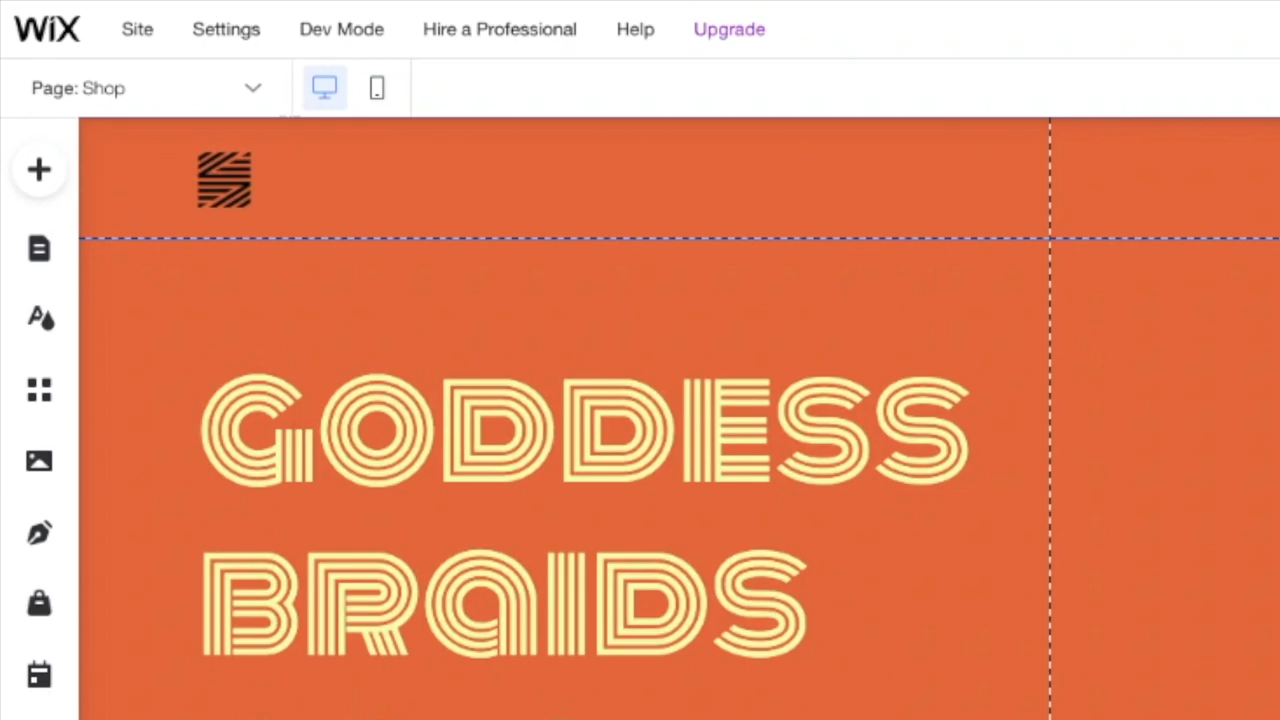 WiX Site Settings Dev Mode Hire a Professional Help Upgrade
Page: Shop
S
GODDESS
BRaIDS